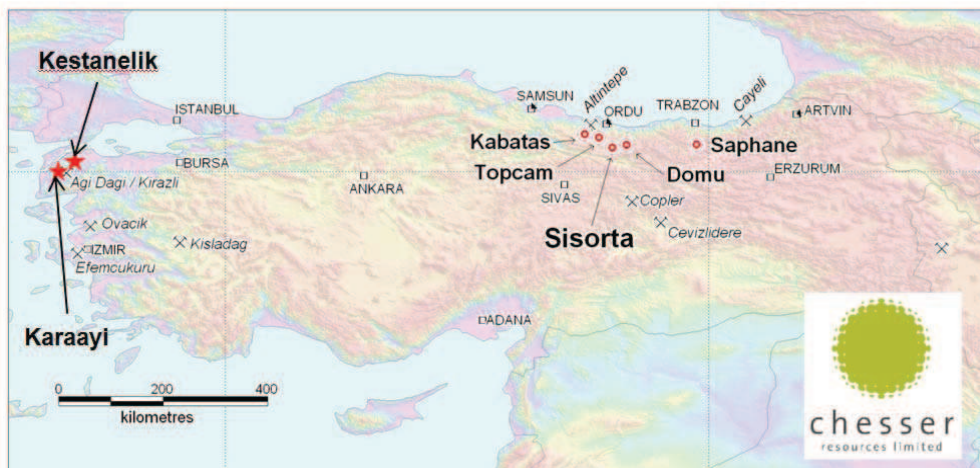 Kestanelik
ISTANBUL
SAMSUN
Altintepe
ORDU
TRABZON
Cayeli
ARTVIN
Kabatas
Saphane
BURSA
Topcam
Domu
ERZURUM
Agi Dagi / Kirazli
ANKARA
SIVAS
Copler
Ovacik
Sisorta
Cevizlidere
IZMIR
Kisladag
Efemcukuru
Karaayi
ADANA
0 200 400
kilometres
chesser
resources limited